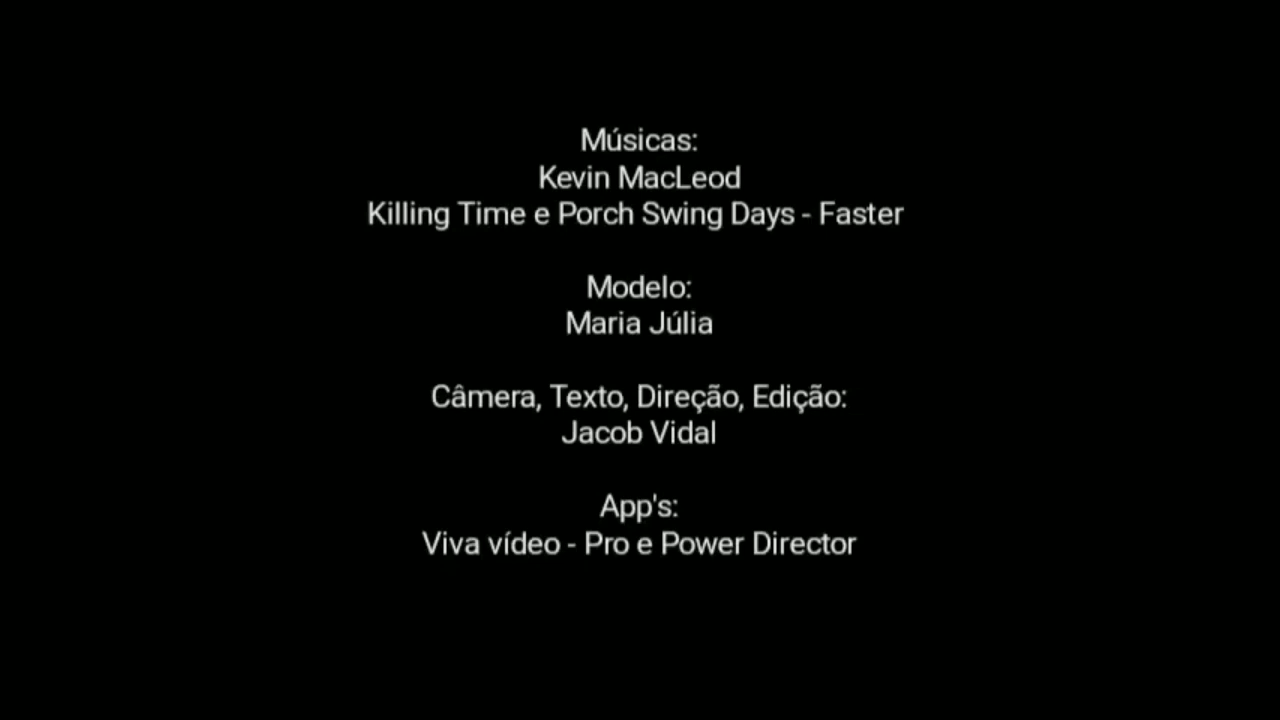 Músicas:
Kevin MacLeod
Killing Time e Porch Swing Days - Faster
Modelo:
Maria Júlia
Câmera, Texto, Direção, Edição:
Jacob Vidal
App's:
Viva vídeo - Pro e Power Director